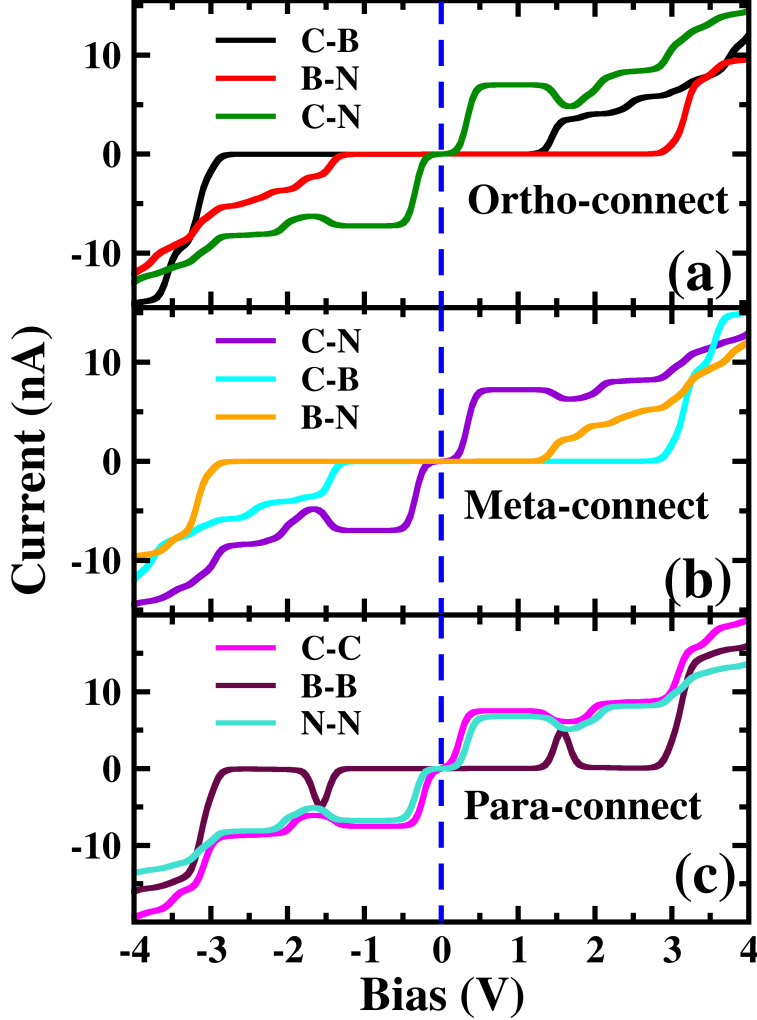 10
0
-10
C-B
B-N
C-N
Ortho-connect
(a)
10
0
-10
C-N
C-B
B-N
Meta-connect
(b)
10
0
-10
C-C
B-B
N-N
Para-connect
(c)
-4 -3 -2 -1 0 1 2 3 4
Bias (V)
Current (nA)